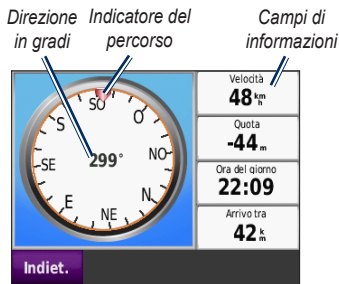 Direzione in gradi
Indicatore del percorso
Campi di informazioni
SO
O
NO
N
NE
E
SE
S
299°
Velocità
48 km/h
Quota
-44 m
Ora del giorno
22:09
Arrivo tra
42 km
Indiet.